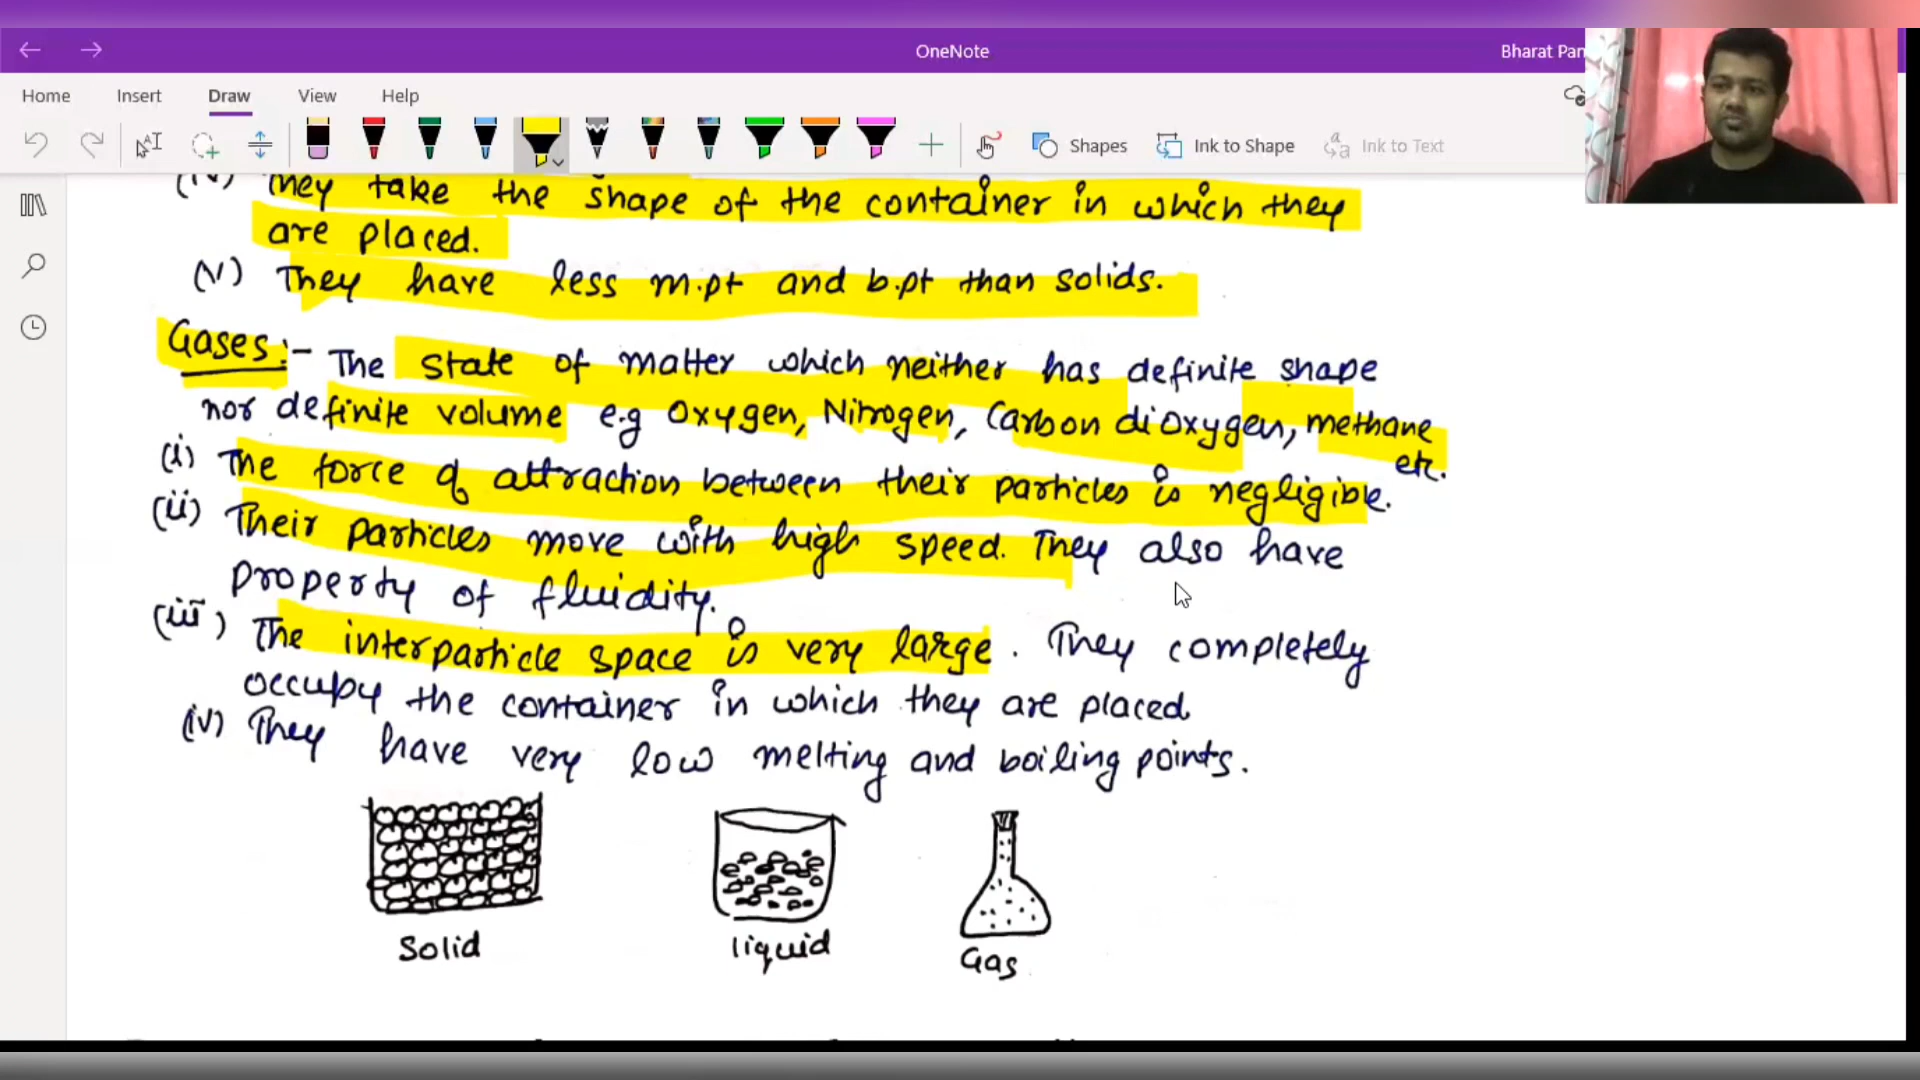 OneNote
Bharat Pan
Home Insert Draw View Help
Shapes Ink to Shape Ink to Text
(iv) They take the shape of the container in which they
are placed.
(v) They have less m.pt and b.pt than solids.
Gases:- The state of matter which neither has definite shape
nor definite volume e.g Oxygen, Nitrogen, Carbon dioxygen, methane
etc.
(i) The force of attraction between their particles is negligible.
(ii) Their particles move with high speed. They also have
property of fluidity.
(iii) The interparticle space is very large. They completely
occupy the container in which they are placed.
(iv) They have very low melting and boiling points.
Solid liquid Gas